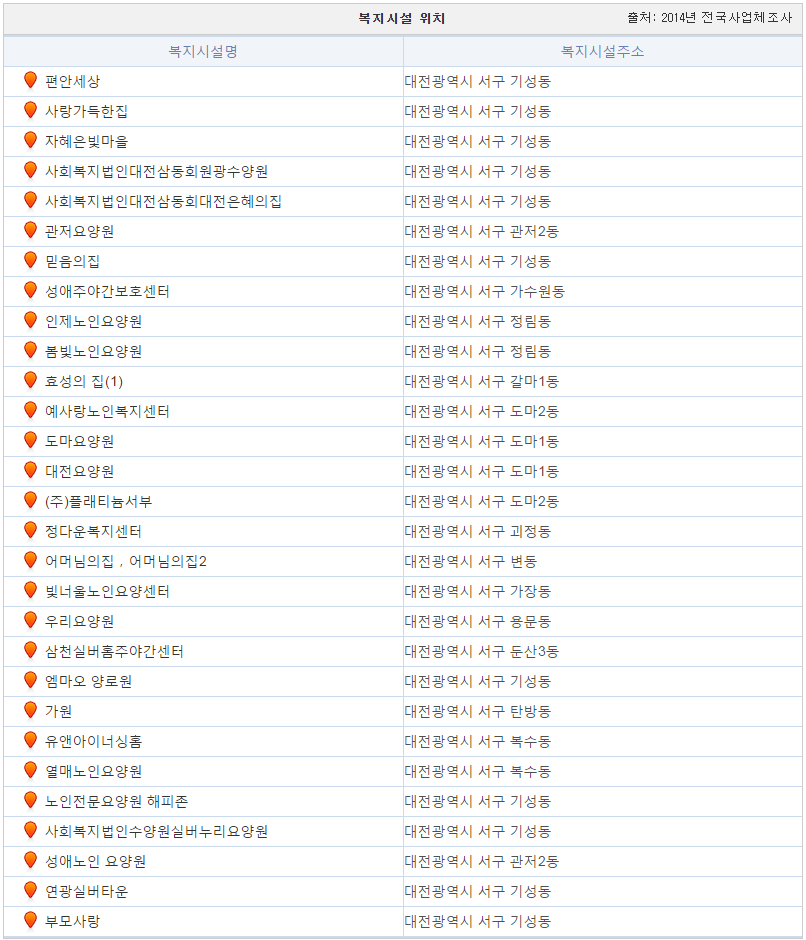 복지시설 위치 출처: 2014년 전국사업체조사
복지시설명 복지시설주소
편안세상 대전광역시 서구 기성동
사랑가득한집 대전광역시 서구 기성동
자혜은빛마을 대전광역시 서구 기성동
사회복지법인대전삼동회원광수양원 대전광역시 서구 기성동
사회복지법인대전삼동회대전은혜의집 대전광역시 서구 기성동
관저요양원 대전광역시 서구 관저2동
믿음의집 대전광역시 서구 기성동
성애주야간보호센터 대전광역시 서구 가수원동
인제노인요양원 대전광역시 서구 정림동
봄빛노인요양원 대전광역시 서구 정림동
효성의 집(1) 대전광역시 서구 갈마1동
예사랑노인복지센터 대전광역시 서구 도마2동
도마요양원 대전광역시 서구 도마1동
대전요양원 대전광역시 서구 도마1동
(주)플래티늄서부 대전광역시 서구 도마2동
정다운복지센터 대전광역시 서구 괴정동
어머님의집 , 어머님의집2 대전광역시 서구 변동
빛너울노인요양센터 대전광역시 서구 가장동
우리요양원 대전광역시 서구 용문동
삼천실버홈주야간센터 대전광역시 서구 둔산3동
엠마오 양로원 대전광역시 서구 기성동
가원 대전광역시 서구 탄방동
유앤아이너싱홈 대전광역시 서구 복수동
열매노인요양원 대전광역시 서구 복수동
노인전문요양원 해피존 대전광역시 서구 기성동
사회복지법인수양원실버누리요양원 대전광역시 서구 기성동
성애노인 요양원 대전광역시 서구 관저2동
연광실버타운 대전광역시 서구 기성동
부모사랑 대전광역시 서구 기성동